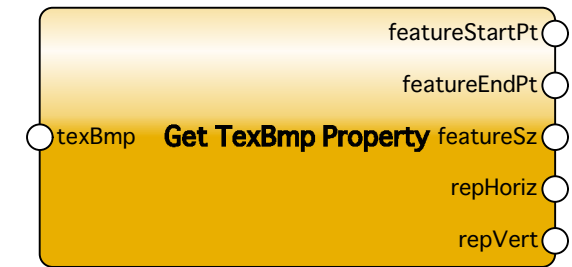 featureStartPt
featureEndPt
texBmp Get TexBmp Property featureSz
repHoriz
repVert